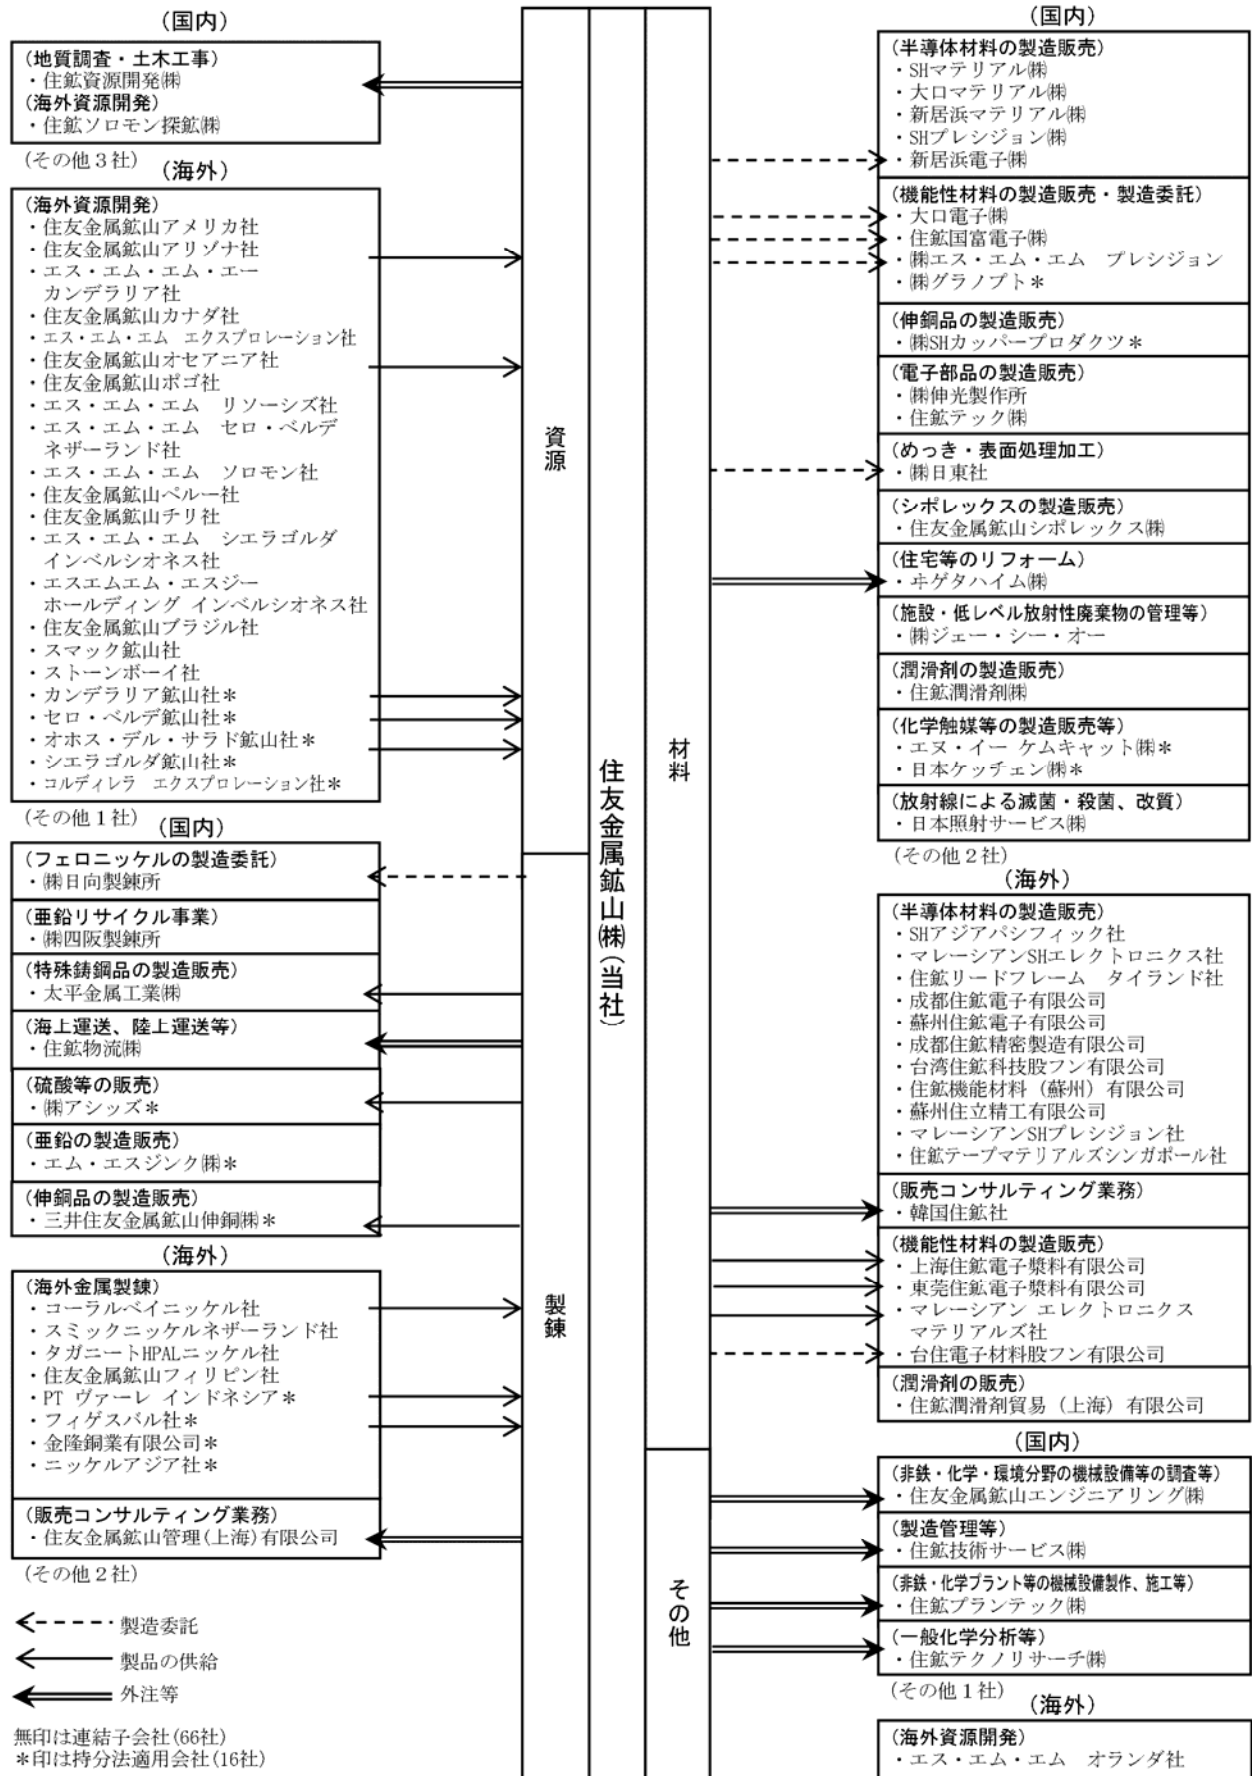 (国内)
(地質調査・土木工事)
・住鉱資源開発㈱
(海外資源開発)
・住鉱ソロモン探鉱㈱
(その他3社)
(海外)
(海外資源開発)
・住友金属鉱山アメリカ社
・住友金属鉱山アリゾナ社
・エス・エム・エム・エー
カンデラリア社
・住友金属鉱山カナダ社
・エス・エム・エム エクスプロレーション社
・住友金属鉱山オセアニア社
・住友金属鉱山ポゴ社
・エス・エム・エム リソーシズ社
・エス・エム・エム セロ・ベルデ
ネザーランド社
・エス・エム・エム ソロモン社
・住友金属鉱山ペルー社
・住友金属鉱山チリ社
・エス・エム・エム シエラゴルダ
インベルシオネス社
・エスエムエム・エスジー
ホールディング インベルシオネス社
・住友金属鉱山ブラジル社
・スマック鉱山社
・ストーンボーイ社
・カンデラリア鉱山社*
・セロ・ベルデ鉱山社*
・オホス・デル・サラド鉱山社*
・シエラゴルダ鉱山社*
・コルディレラ エクスプロレーション社*
(その他1社)
(国内)
(フェロニッケルの製造委託)
・㈱日向製錬所
(亜鉛リサイクル事業)
・㈱四阪製錬所
(特殊鋳鋼品の製造販売)
・太平金属工業㈱
(海上運送、陸上運送等)
・住鉱物流㈱
(硫酸等の販売)
・㈱アシッズ*
(亜鉛の製造販売)
・エム・エスジンク㈱*
(伸銅品の製造販売)
・三井住友金属鉱山伸銅㈱*
(海外)
(海外金属製錬)
・コーラルベイニッケル社
・スミックニッケルネザーランド社
・タガニートHPALニッケル社
・住友金属鉱山フィリピン社
・PT ヴァーレ インドネシア*
・フィゲスバル社*
・金隆銅業有限公司*
・ニッケルアジア社*
(販売コンサルティング業務)
・住友金属鉱山管理(上海)有限公司
(その他2社)
製造委託
製品の供給
外注等
無印は連結子会社(66社)
*印は持分法適用会社(16社)
資源
製錬
住友金属鉱山(株)(当社)
材料
その他
(国内)
(半導体材料の製造販売)
・SHマテリアル㈱
・大口マテリアル㈱
・新居浜マテリアル㈱
・SHプレシジョン㈱
・新居浜電子㈱
(機能性材料の製造販売・製造委託)
・大口電子㈱
・住鉱国富電子㈱
・㈱エス・エム・エム プレシジョン
・㈱グラノプト*
(伸銅品の製造販売)
・㈱SHカッパープロダクツ*
(電子部品の製造販売)
・㈱伸光製作所
・住鉱テック㈱
(めっき・表面処理加工)
・㈱日東社
(シポレックスの製造販売)
・住友金属鉱山シポレックス㈱
(住宅等のリフォーム)
・ヰゲタハイム㈱
(施設・低レベル放射性廃棄物の管理等)
・㈱ジェー・シー・オー
(潤滑剤の製造販売)
・住鉱潤滑剤㈱
(化学触媒等の製造販売等)
・エヌ・イー ケムキャット㈱*
・日本ケッチェン㈱*
(放射線による滅菌・殺菌、改質)
・日本照射サービス㈱
(その他2社)
(海外)
(半導体材料の製造販売)
・SHアジアパシフィック社
・マレーシアンSHエレクトロニクス社
・住鉱リードフレーム タイランド社
・成都住鉱電子有限公司
・蘇州住鉱電子有限公司
・成都住鉱精密製造有限公司
・台湾住鉱科技股フン有限公司
・住鉱機能材料(蘇州)有限公司
・蘇州住立精工有限公司
・マレーシアンSHプレシジョン社
・住鉱テープマテリアルズシンガポール社
(販売コンサルティング業務)
・韓国住鉱社
(機能性材料の製造販売)
・上海住鉱電子漿料有限公司
・東莞住鉱電子漿料有限公司
・マレーシアン エレクトロニクス
マテリアルズ社
・台住電子材料股フン有限公司
(潤滑剤の販売)
・住鉱潤滑剤貿易(上海)有限公司
(国内)
(非鉄・化学・環境分野の機械設備等の調査等)
・住友金属鉱山エンジニアリング㈱
(製造管理等)
・住鉱技術サービス㈱
(非鉄・化学プラント等の機械設備製作、施工等)
・住鉱プランテック㈱
(一般化学分析等)
・住鉱テクノリサーチ㈱
(その他1社)
(海外)
(海外資源開発)
・エス・エム・エム オランダ社